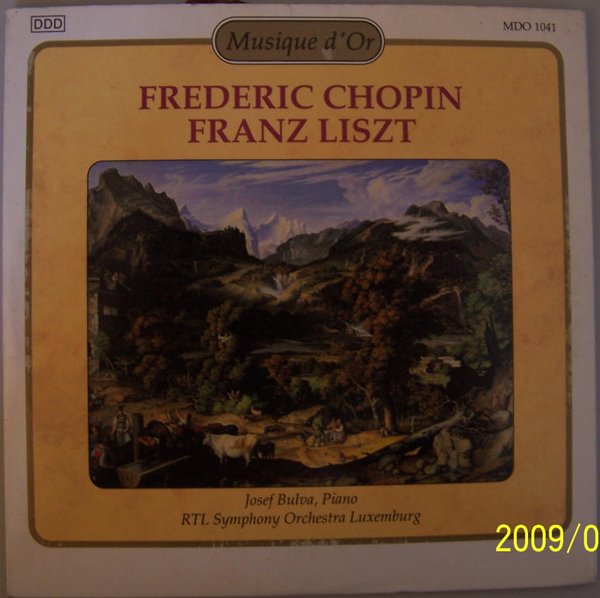 DDD
Musique d'Or
MDO 1041
FREDERIC CHOPIN
FRANZ LISZT
Josef Bulva, Piano
RTL Symphony Orchestra Luxemburg
2009/0